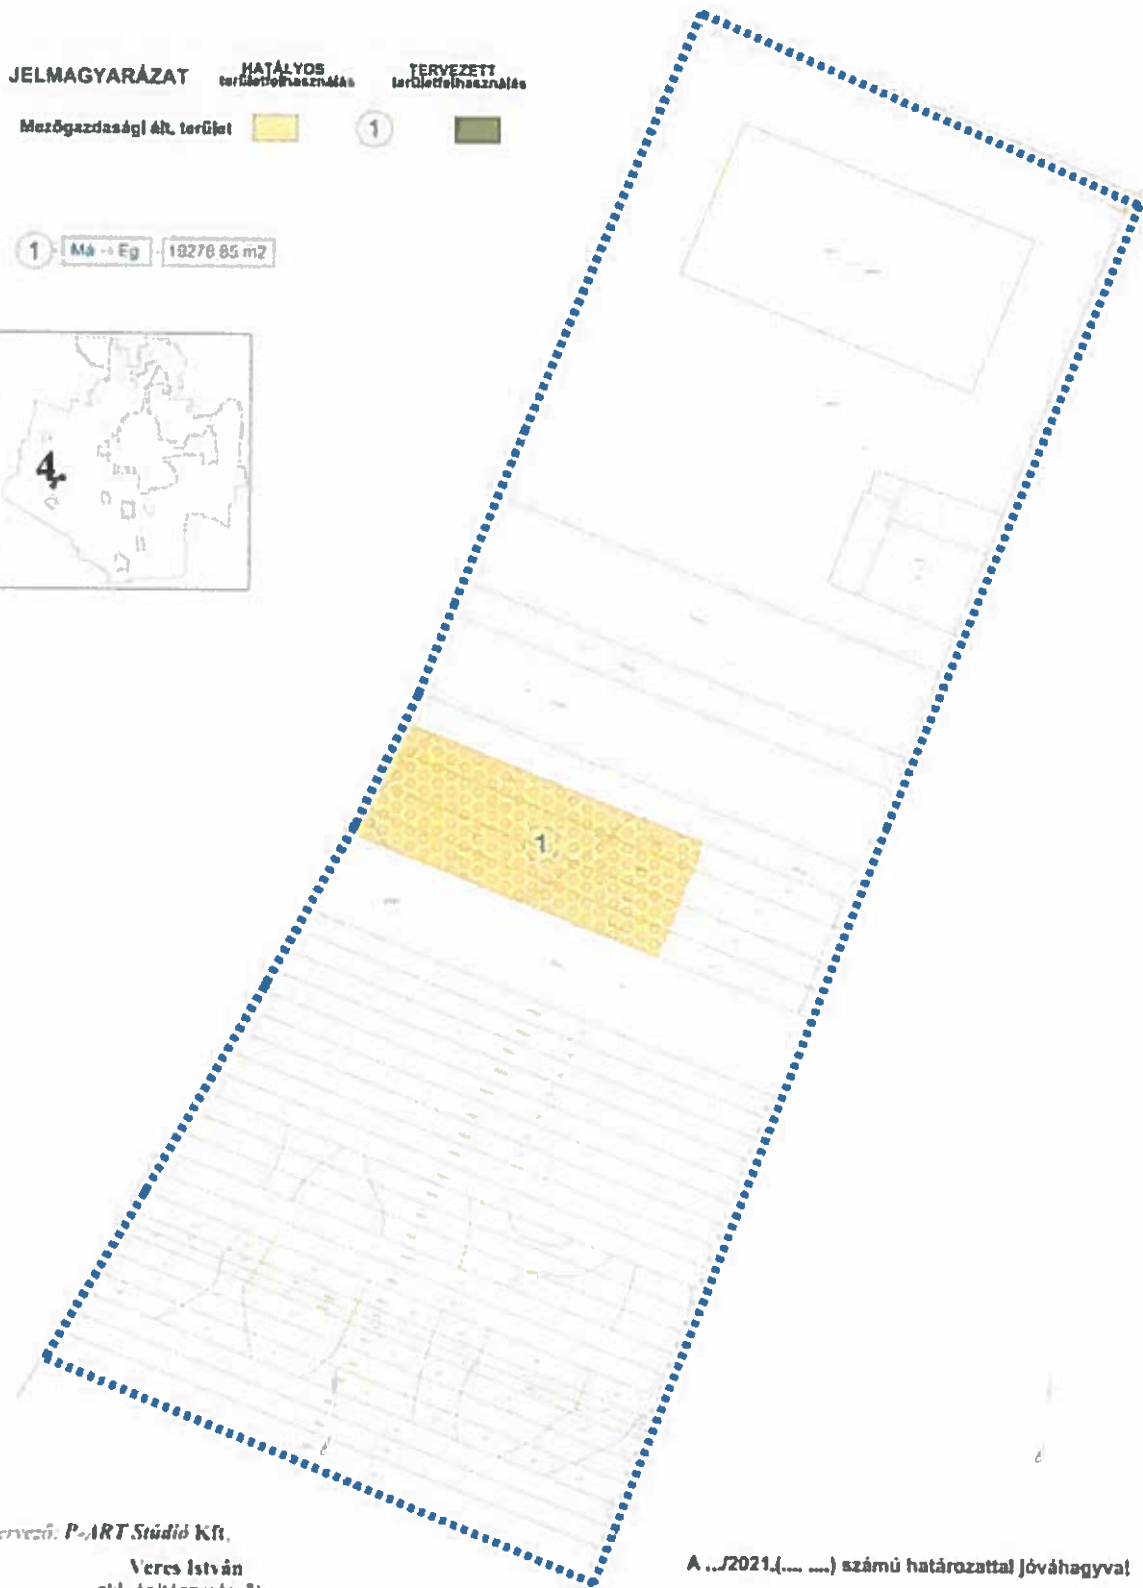 JELMAGYARÁZAT
HATÁLYOS
területfelhasználás
TERVEZETT
területfelhasználás
Mezőgazdasági ált. terület
1
1 Má → Eg 19276 85 m2
4.
1
P-ART Stúdió Kft.
Veres István
A .../2021.(.... ....) számú határozattal jóváhagyva!